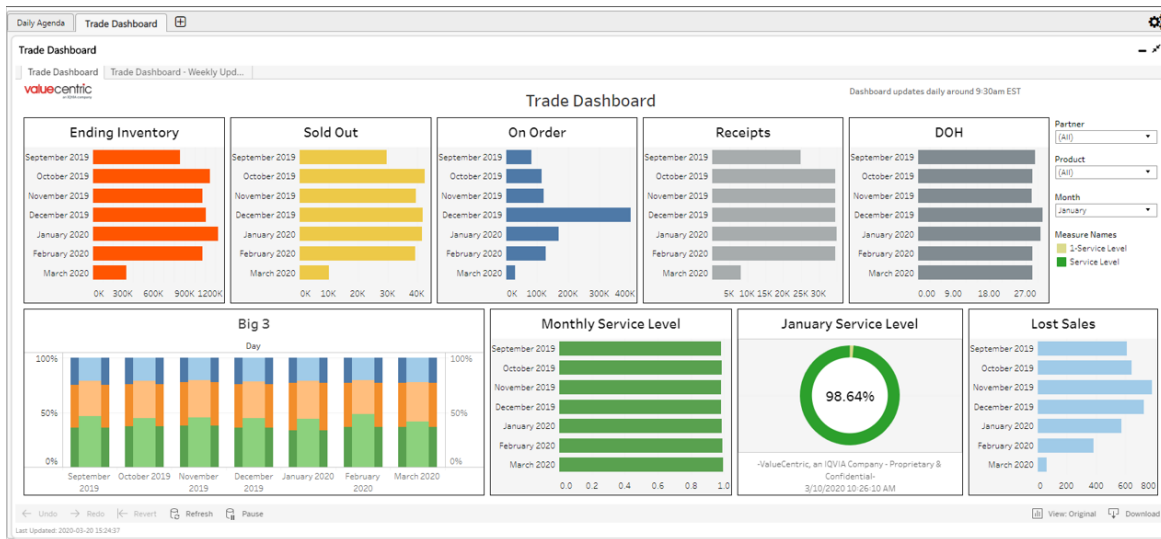 Daily Agenda
Trade Dashboard
Trade Dashboard
Trade Dashboard
Trade Dashboard - Weekly Upd...
valuecentric
an IQVIA company
Trade Dashboard
Dashboard updates daily around 9:30am EST
Ending Inventory
September 2019
October 2019
November 2019
December 2019
January 2020
February 2020
March 2020
0K 300K 600K 900K 1200K
Sold Out
September 2019
October 2019
November 2019
December 2019
January 2020
February 2020
March 2020
0K 10K 20K 30K 40K
On Order
September 2019
October 2019
November 2019
December 2019
January 2020
February 2020
March 2020
0K 100K 200K 300K 400K
Receipts
September 2019
October 2019
November 2019
December 2019
January 2020
February 2020
March 2020
5K 10K 15K 20K 25K 30K
DOH
September 2019
October 2019
November 2019
December 2019
January 2020
February 2020
March 2020
0.00 9.00 18.00 27.00
Partner
(All)
Product
(All)
Month
January
Measure Names
1-Service Level
Service Level
Big 3
Day
100%
50%
0%
100%
50%
0%
September 2019
October 2019
November 2019
December 2019
January 2020
February 2020
March 2020
Monthly Service Level
September 2019
October 2019
November 2019
December 2019
January 2020
February 2020
March 2020
0.0 0.2 0.4 0.6 0.8 1.0
January Service Level
98.64%
-ValueCentric, an IQVIA Company - Proprietary &
Confidential-
3/10/2020 10-26-10 AM
Lost Sales
September 2019
October 2019
November 2019
December 2019
January 2020
February 2020
March 2020
0 200 400 600 800
Undo
Redo
Revert
Refresh
Pause
View: Original
Download
Last Updated: 2020-03-20 15:24:37